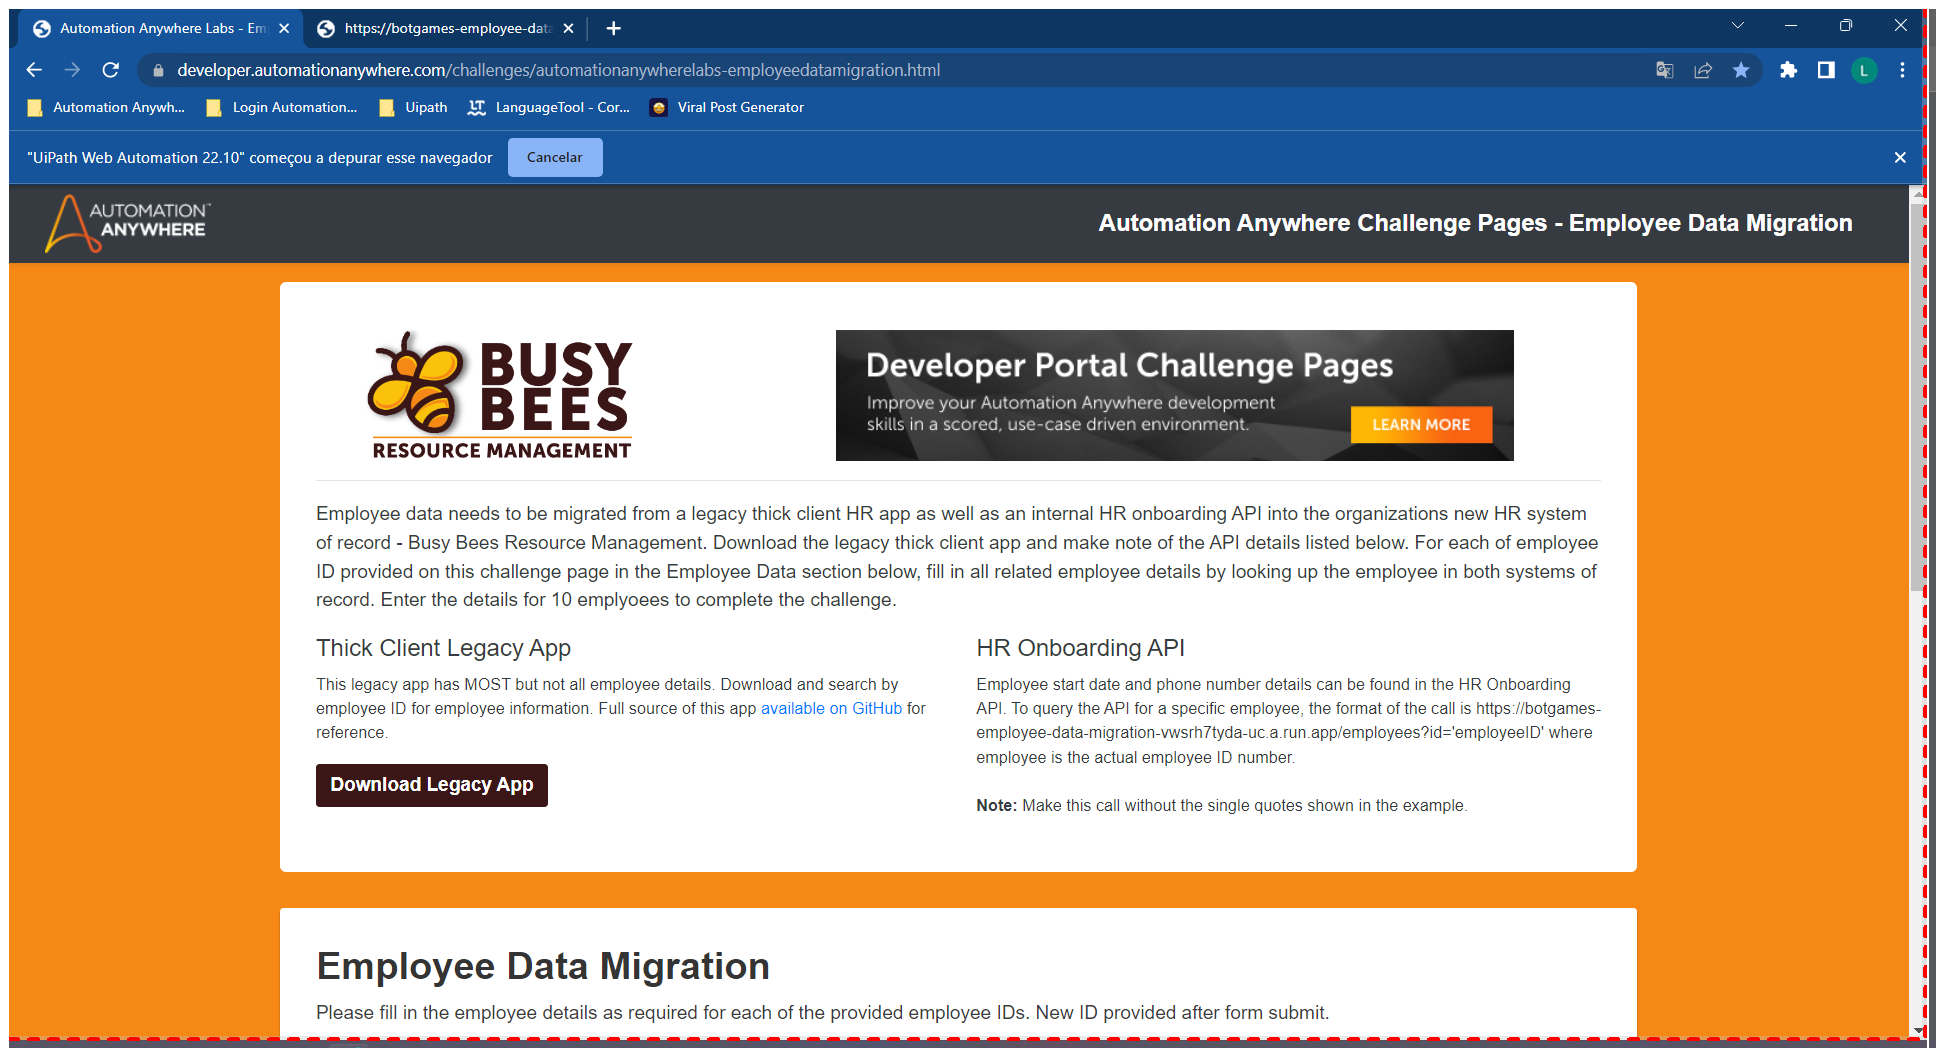 Automation Anywhere Labs - Em
https://botgames-employee-data
developer.automationanywhere.com/challenges/automationanywherelabs-employeedatamigration.html
L
Automation Anywh...
Login Automation...
Uipath
LanguageTool - Cor...
Viral Post Generator
"UiPath Web Automation 22.10" começou a depurar esse navegador
Cancelar
AUTOMATION
ANYWHERE
Automation Anywhere Challenge Pages - Employee Data Migration
BUSY
BEES
RESOURCE MANAGEMENT
Developer Portal Challenge Pages
Improve your Automation Anywhere development
skills in a scored, use-case driven environment.
LEARN MORE
Employee data needs to be migrated from a legacy thick client HR app as well as an internal HR onboarding API into the organizations new HR system
of record - Busy Bees Resource Management. Download the legacy thick client app and make note of the API details listed below. For each of employee
ID provided on this challenge page in the Employee Data section below, fill in all related employee details by looking up the employee in both systems of
record. Enter the details for 10 emplyoees to complete the challenge.
Thick Client Legacy App
This legacy app has MOST but not all employee details. Download and search by
employee ID for employee information. Full source of this app available on GitHub for
reference.
Download Legacy App
HR Onboarding API
Employee start date and phone number details can be found in the HR Onboarding
API. To query the API for a specific employee, the format of the call is https://botgames-
employee-data-migration-vwsrh7tyda-uc.a.run.app/employees?id='employeeID' where
employee is the actual employee ID number.
Note: Make this call without the single quotes shown in the example.
Employee Data Migration
Please fill in the employee details as required for each of the provided employee IDs. New ID provided after form submit.